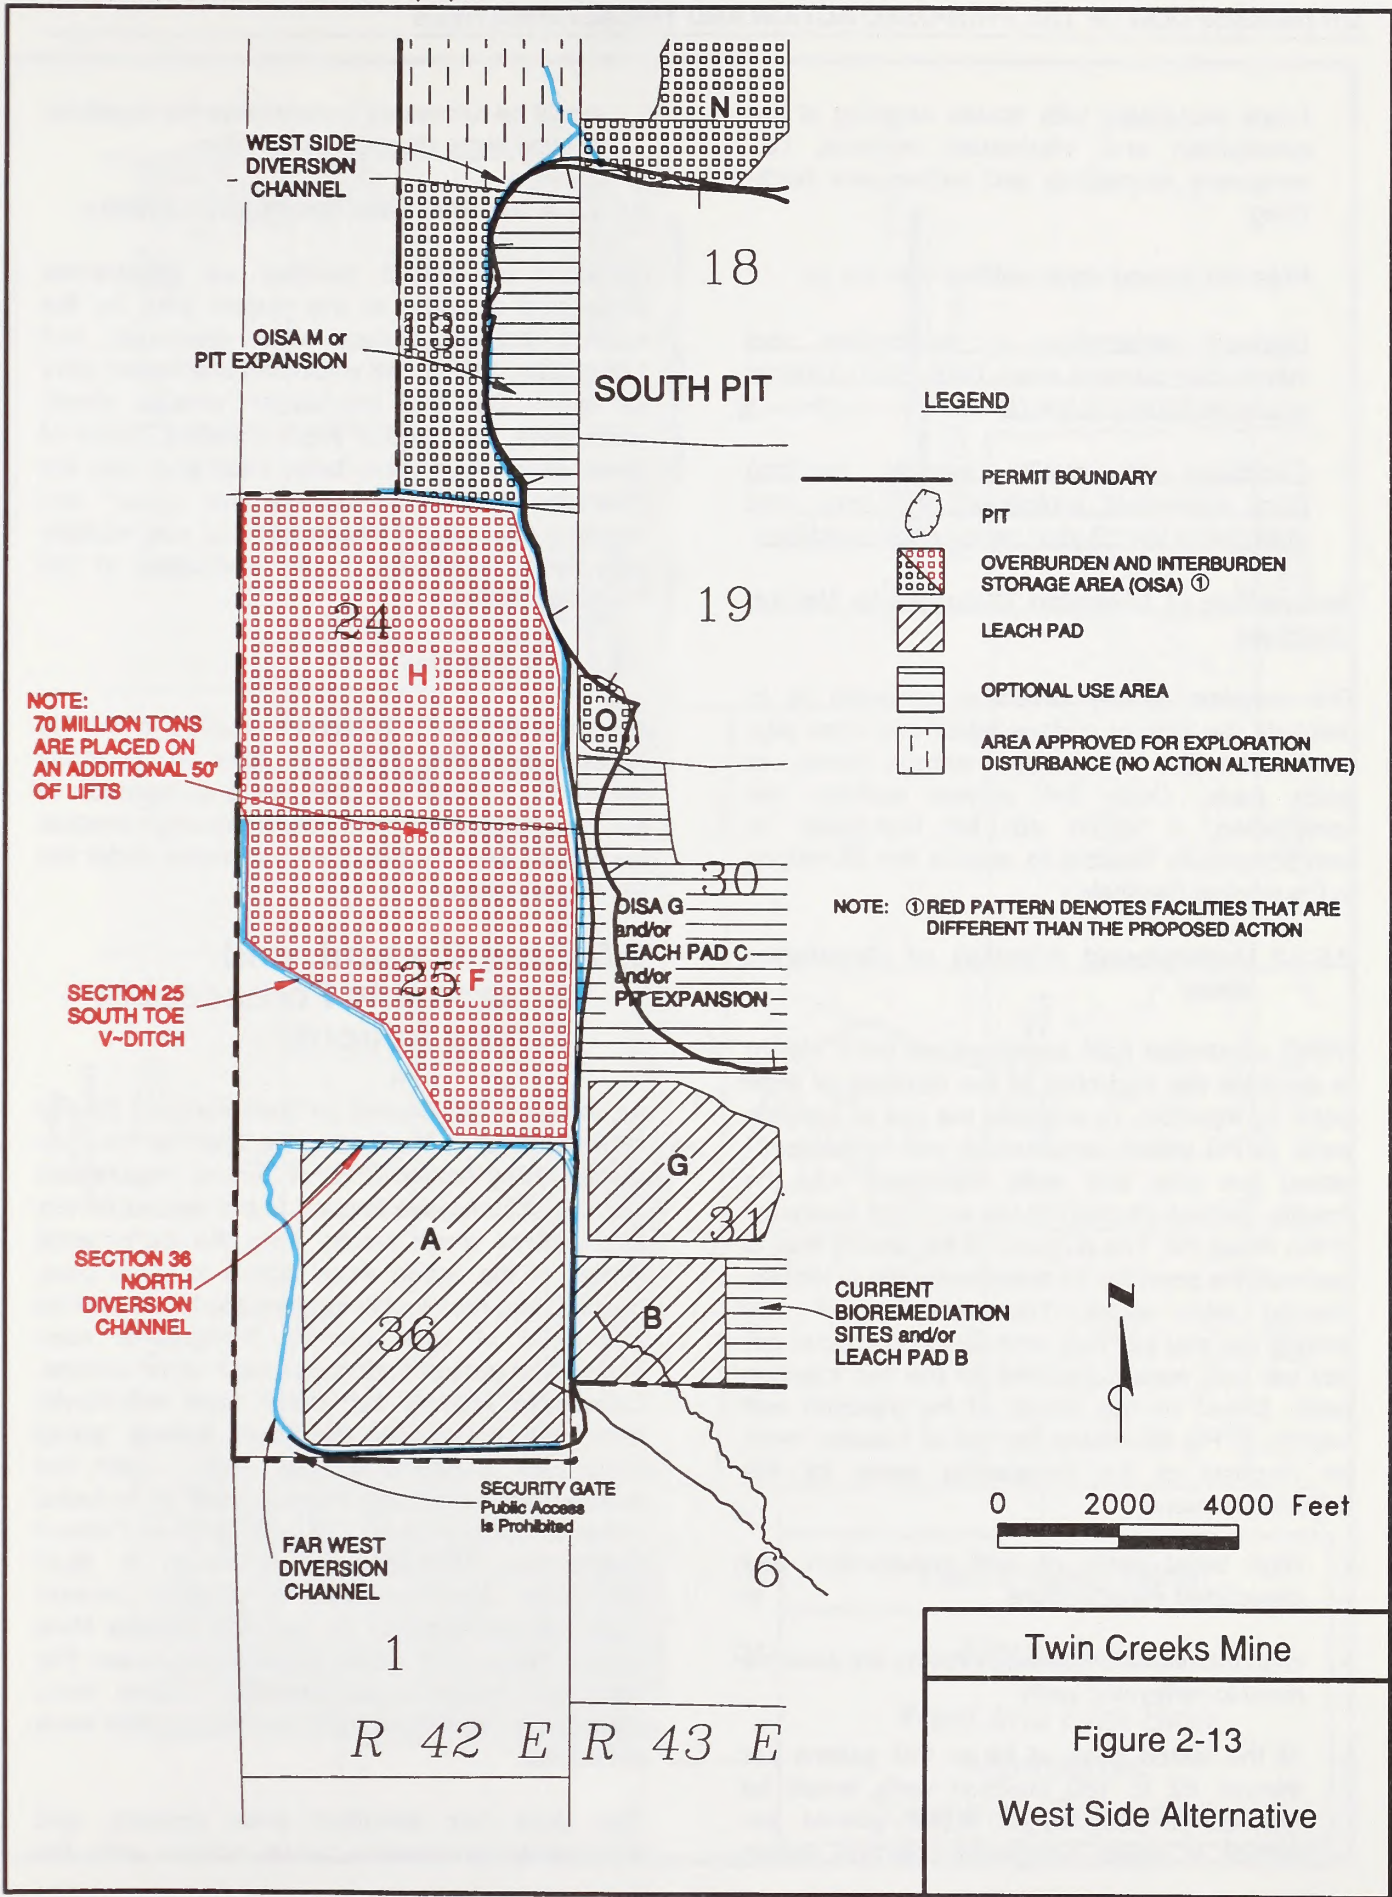 N
WEST SIDE
DIVERSION
CHANNEL
18
13
OISA M or
PIT EXPANSION
SOUTH PIT
LEGEND
PERMIT BOUNDARY
PIT
OVERBURDEN AND INTERBURDEN
STORAGE AREA (OISA) ①
LEACH PAD
OPTIONAL USE AREA
AREA APPROVED FOR EXPLORATION
DISTURBANCE (NO ACTION ALTERNATIVE)
NOTE: ① RED PATTERN DENOTES FACILITIES THAT ARE
DIFFERENT THAN THE PROPOSED ACTION
24
19
H
O
NOTE:
70 MILLION TONS
ARE PLACED ON
AN ADDITIONAL 50'
OF LIFTS
30
OISA G
and/or
LEACH PAD C
and/or
PIT EXPANSION
25 F
SECTION 25
SOUTH TOE
V~DITCH
G
31
A
SECTION 36
NORTH
DIVERSION
CHANNEL
36
B
CURRENT
BIOREMEDIATION
SITES and/or
LEACH PAD B
N
SECURITY GATE
Public Access
Is Prohibited
0 2000 4000 Feet
FAR WEST
DIVERSION
CHANNEL
6
1
R 42 E R 43 E
Twin Creeks Mine
Figure 2-13
West Side Alternative